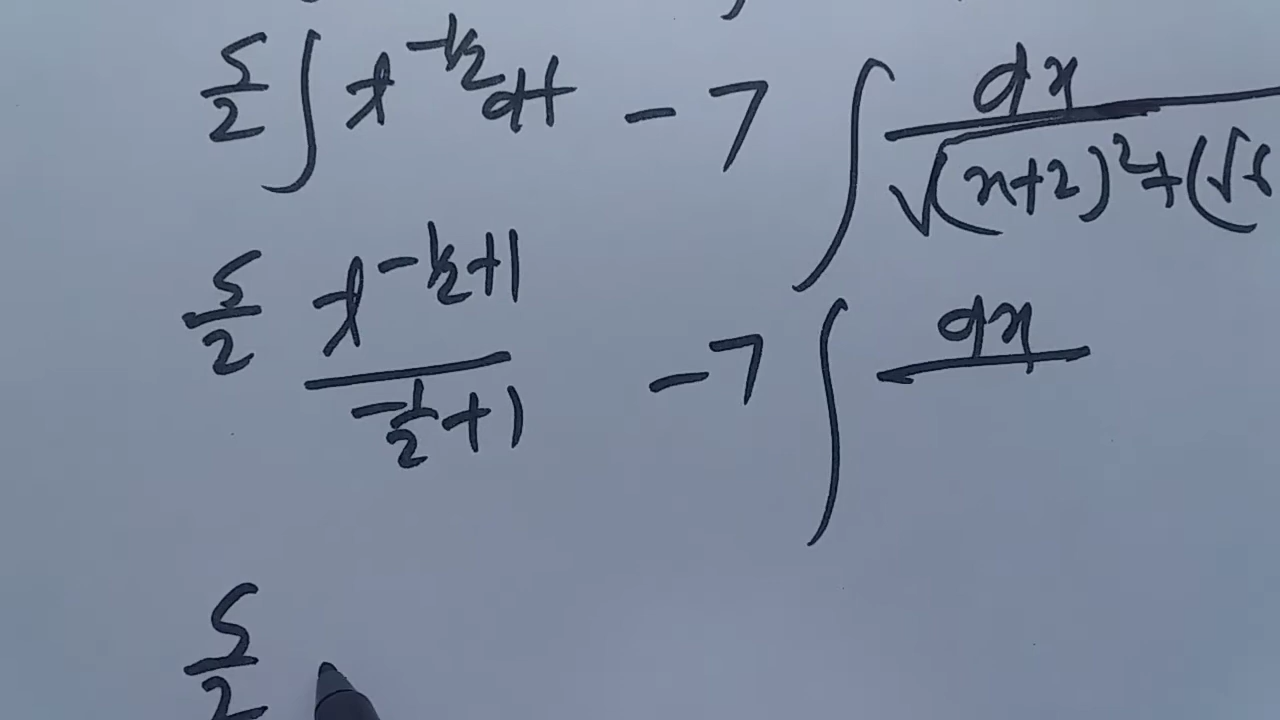 5/2 ∫ t^(-1/2) dt - 7 ∫ dx / √((x+2)² + (√6
5/2 t^(-1/2+1) / (-1/2+1) - 7 ∫ dx
5/2